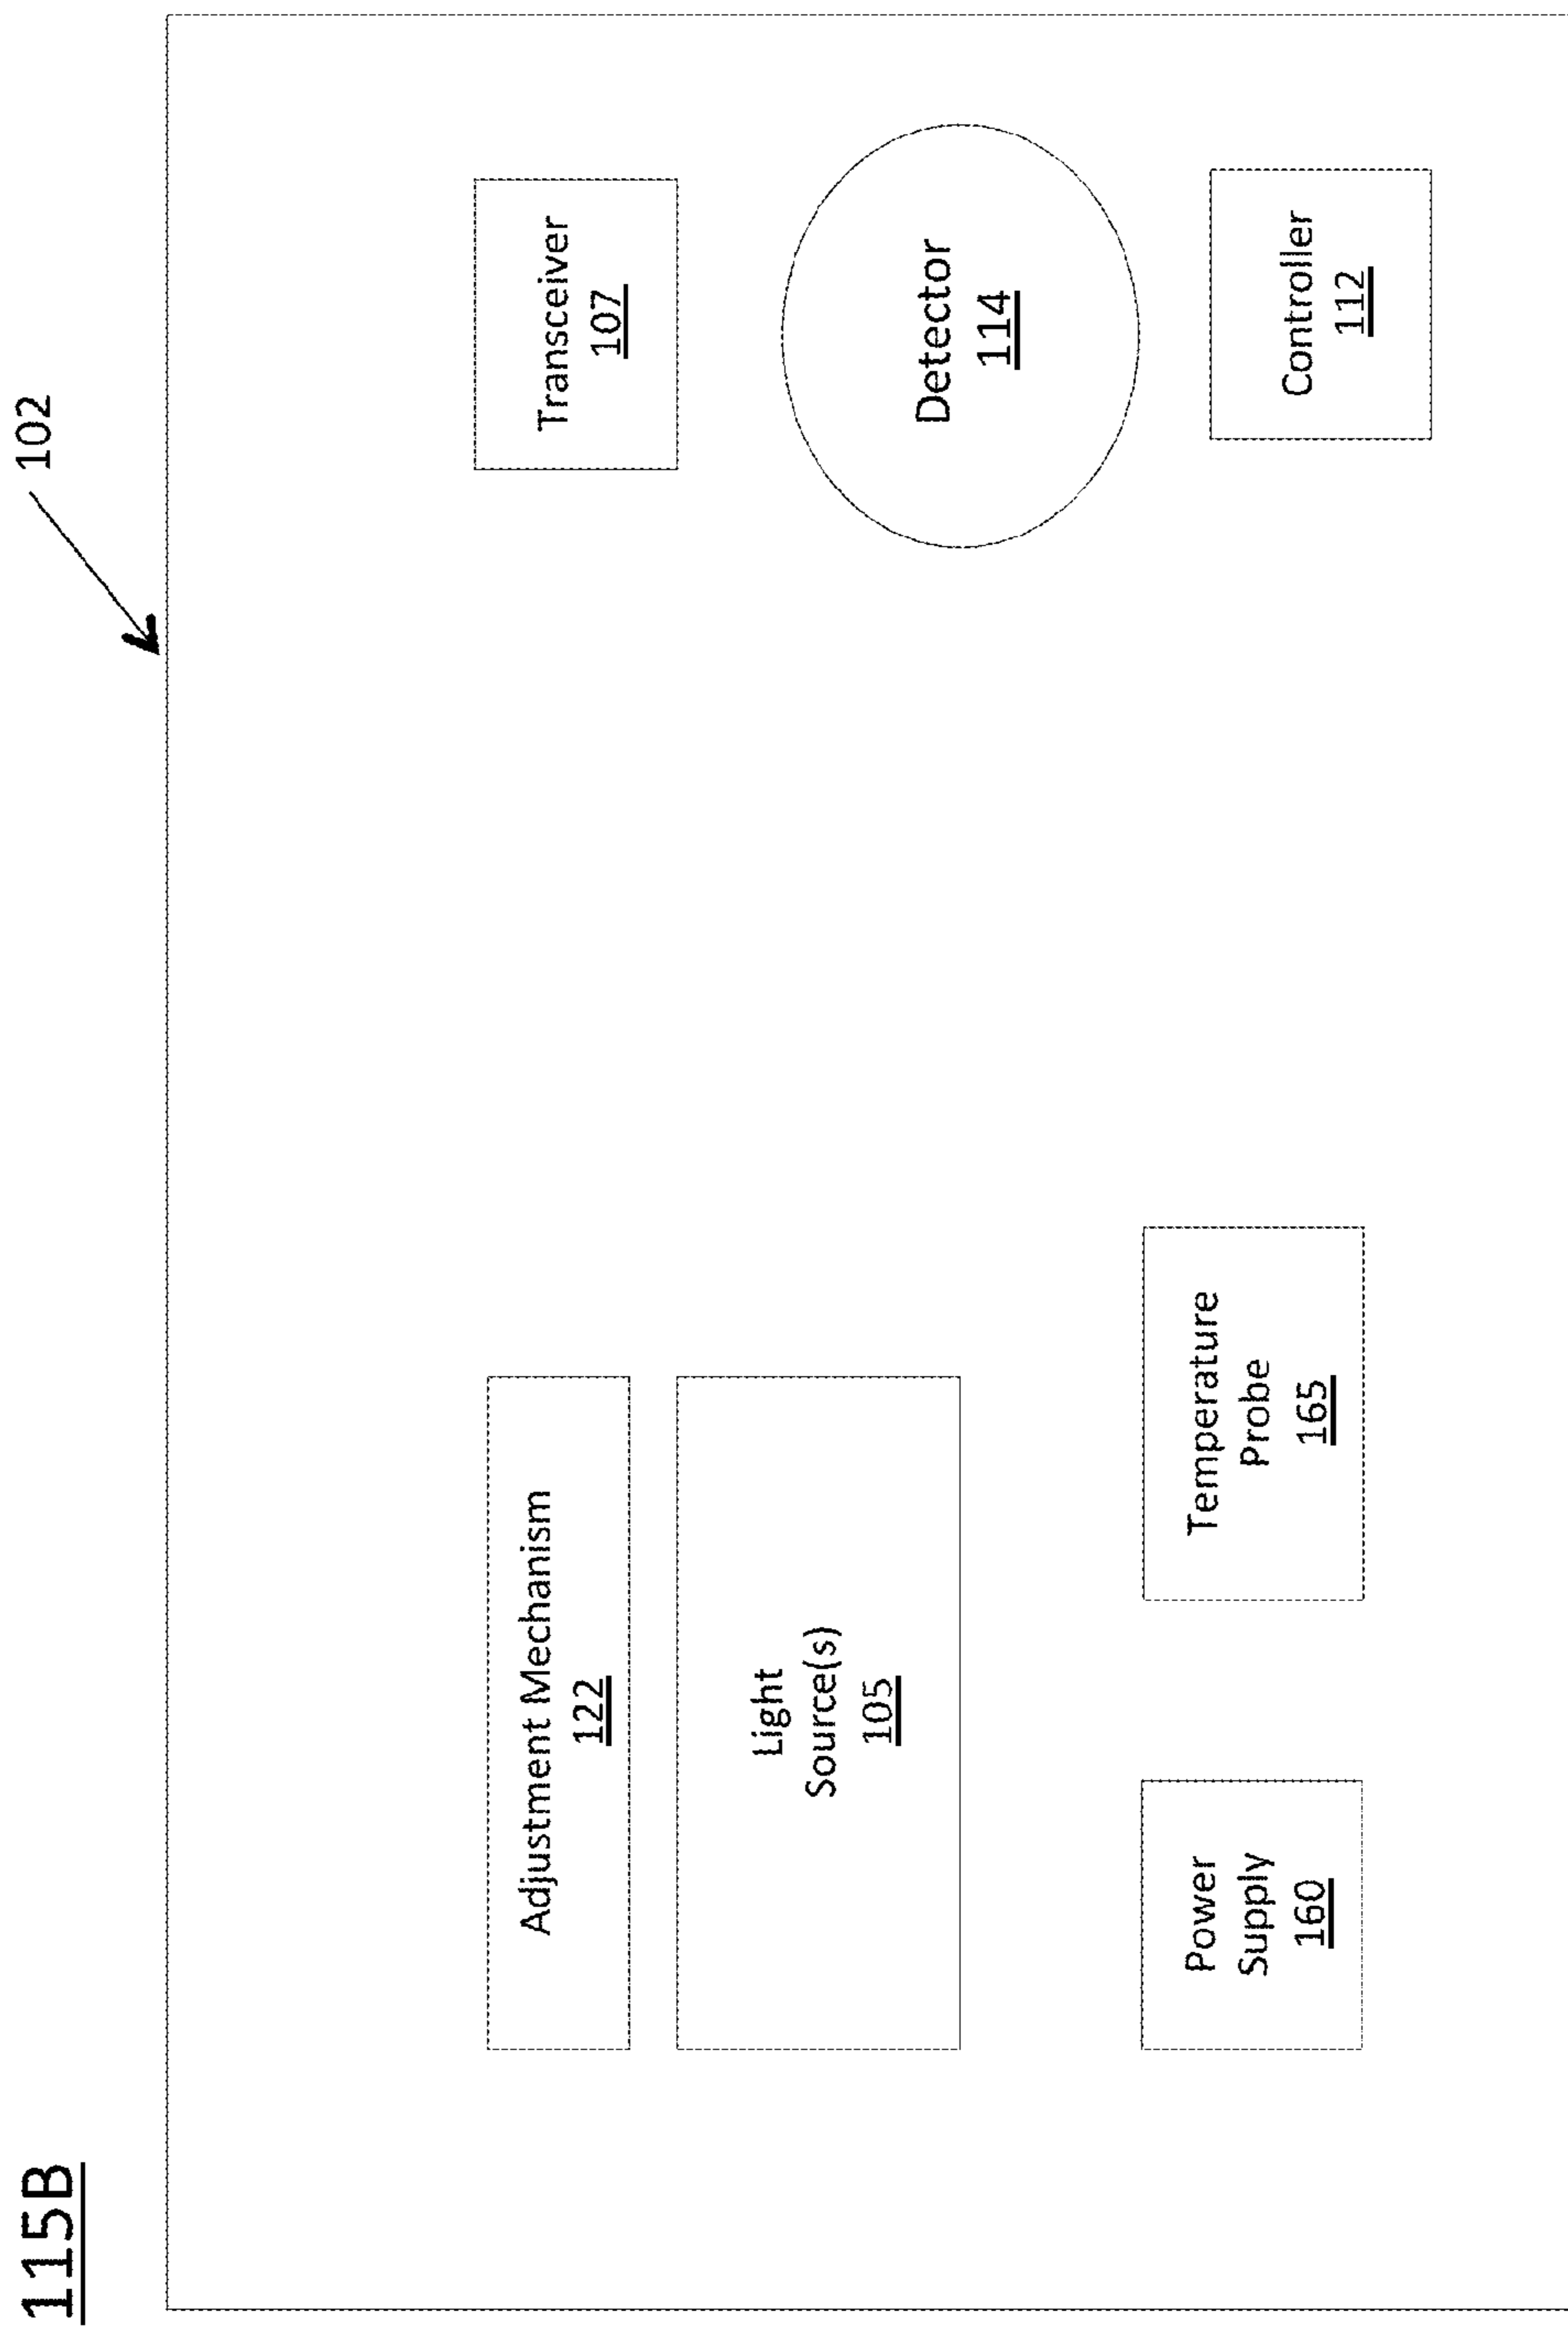 115B
102
Adjustment Mechanism
122
Light
Source(s)
105
Power
Supply
160
Temperature
Probe
165
Transceiver
107
Detector
114
Controller
112